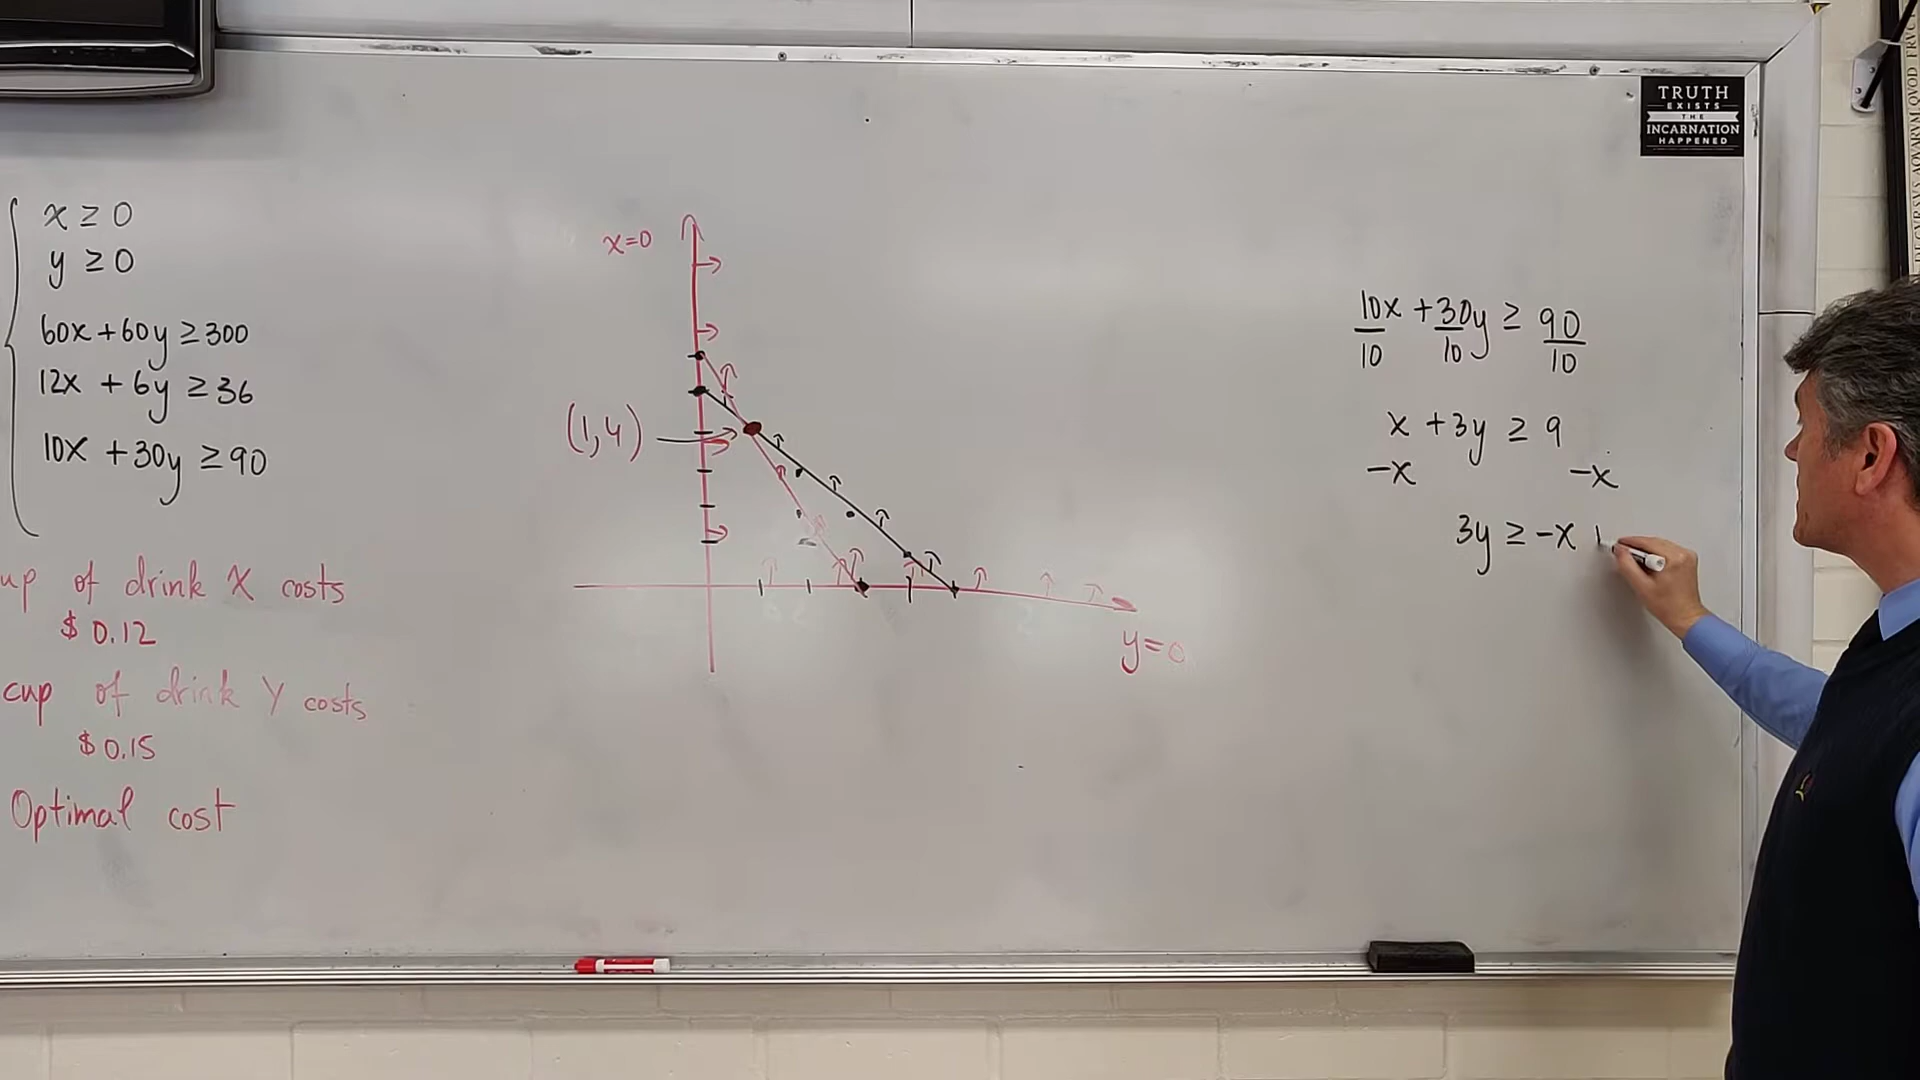 TRUTH
EXISTS
THE
INCARNATION
HAPPENED
x ≥ 0
y ≥ 0
60x + 60y ≥ 300
12x + 6y ≥ 36
10x + 30y ≥ 90
up of drink X costs
$ 0.12
cup of drink Y costs
$ 0.15
Optimal cost
x=0
(1,4)
y=0
10x + 30y ≥ 90
10 10 10
x + 3y ≥ 9
-x -x
3y ≥ -x